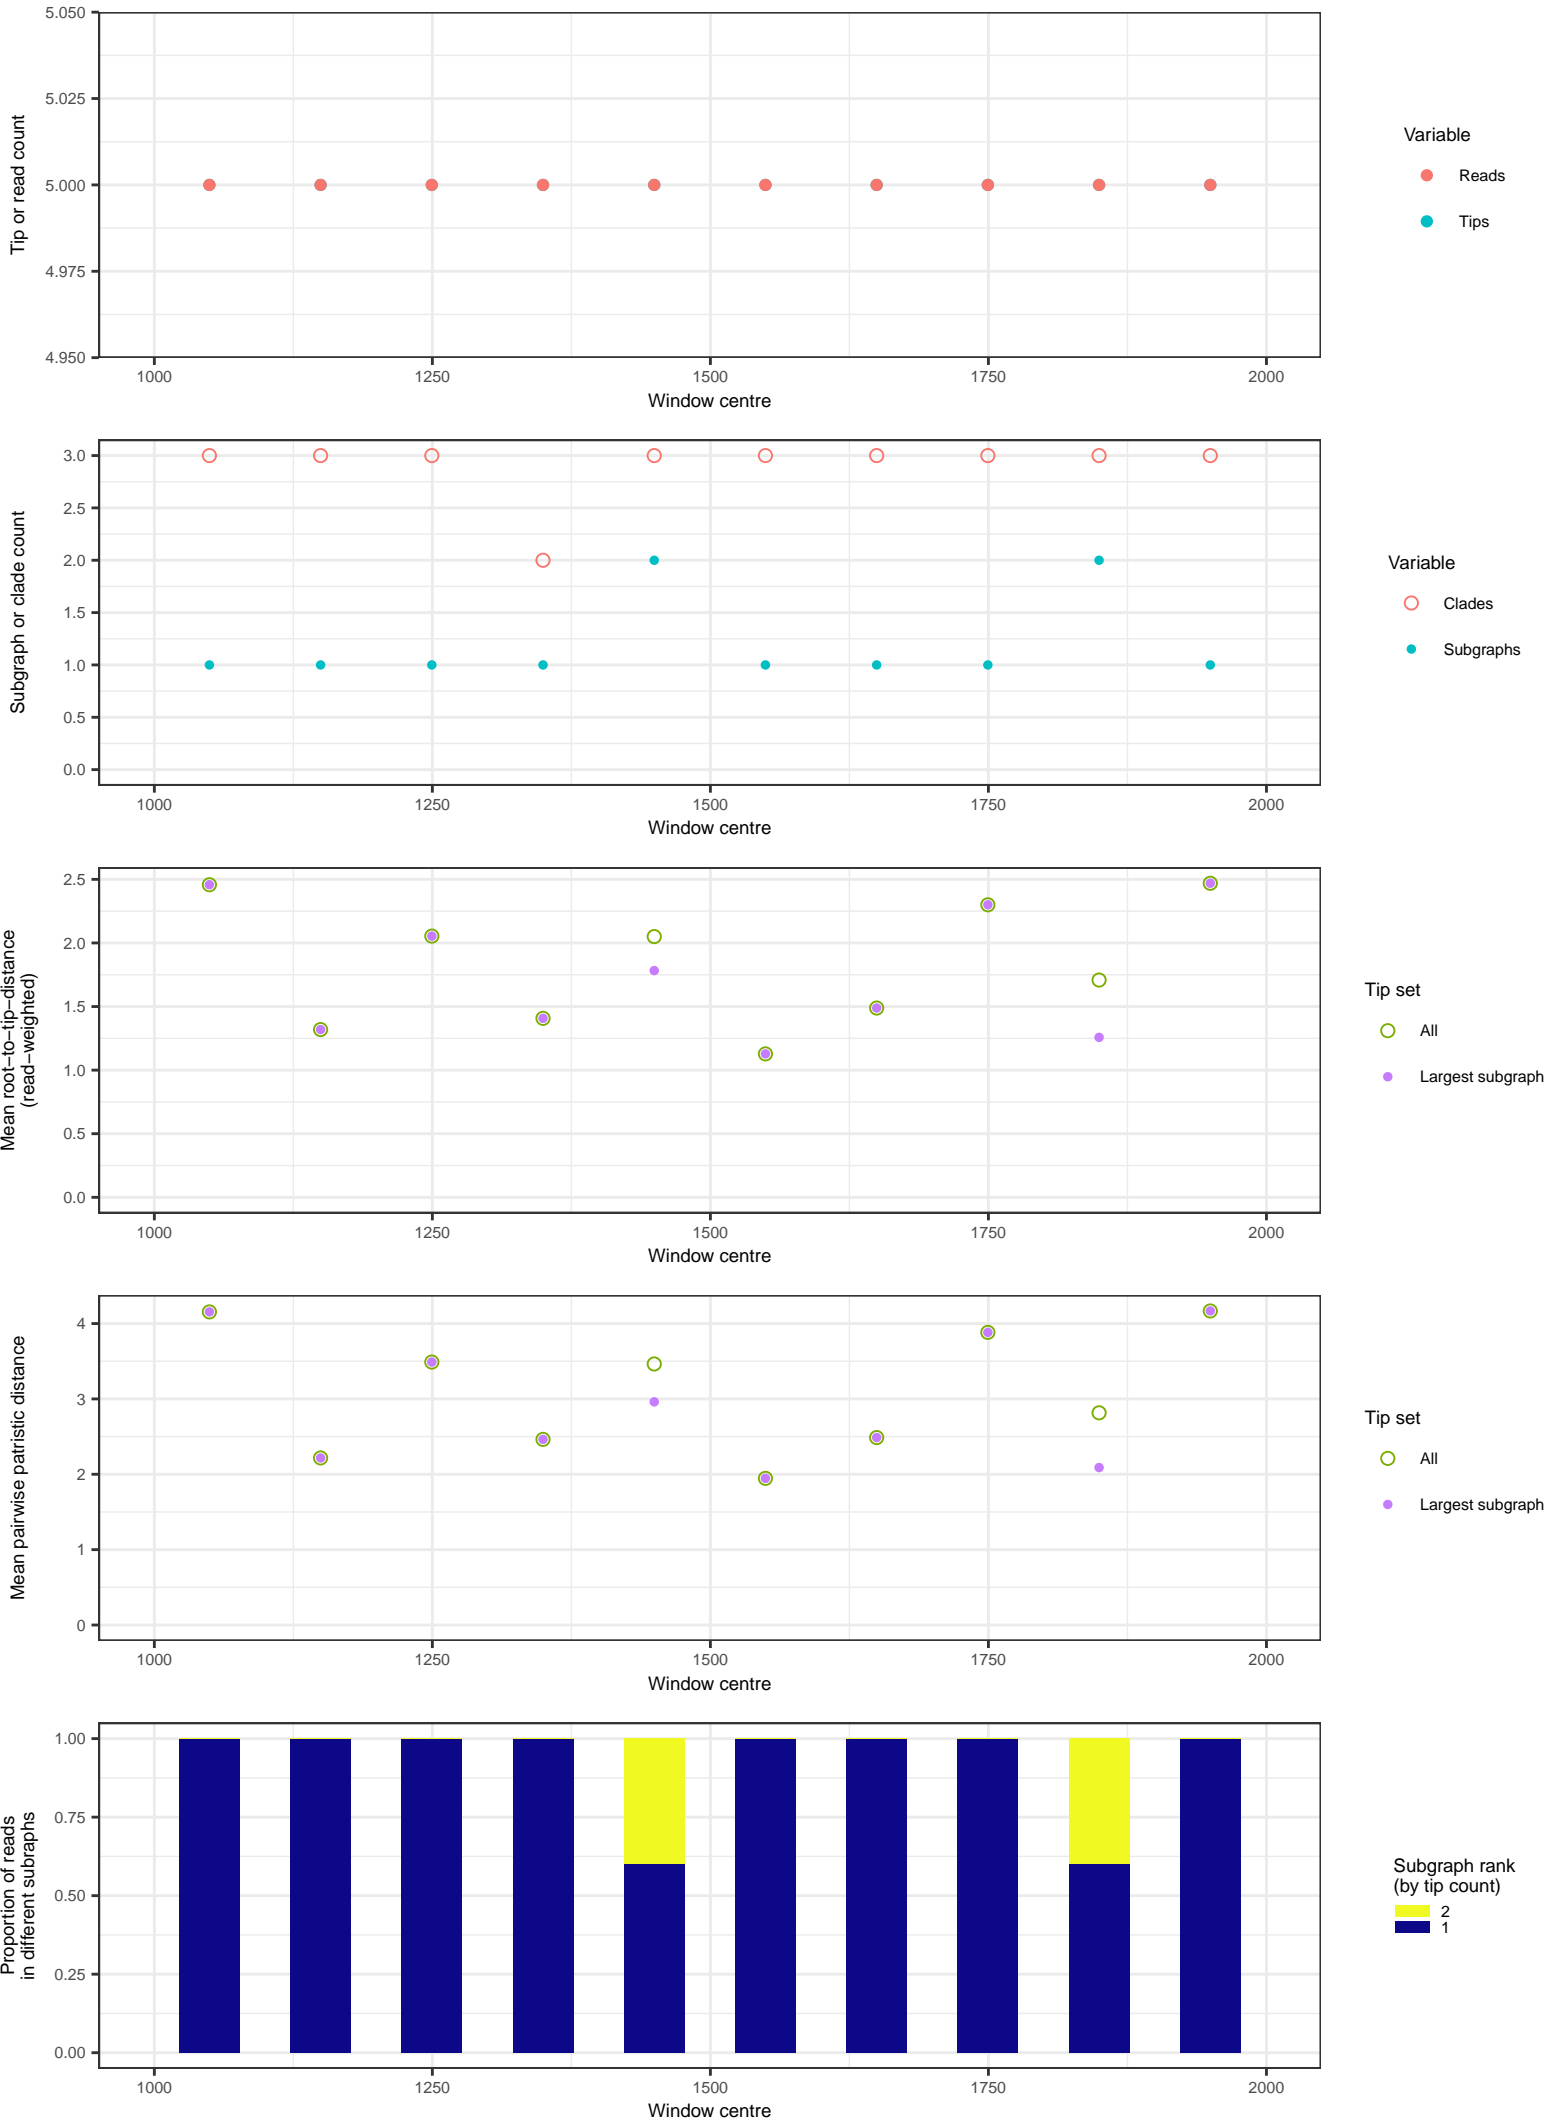 5.050
5.025
5.000
4.975
4.950
Tip or read count
1000 1250 1500 1750 2000
Window centre
Variable
Reads
Tips
3.0
2.5
2.0
1.5
1.0
0.5
0.0
Subgraph or clade count
1000 1250 1500 1750 2000
Window centre
Variable
Clades
Subgraphs
2.5
2.0
1.5
1.0
0.5
0.0
Mean root−to−tip−distance
(read−weighted)
1000 1250 1500 1750 2000
Window centre
Tip set
All
Largest subgraph
4
3
2
1
0
Mean pairwise patristic distance
1000 1250 1500 1750 2000
Window centre
Tip set
All
Largest subgraph
1.00
0.75
0.50
0.25
0.00
Proportion of reads
in different subraphs
1000 1250 1500 1750 2000
Window centre
Subgraph rank
(by tip count)
2
1